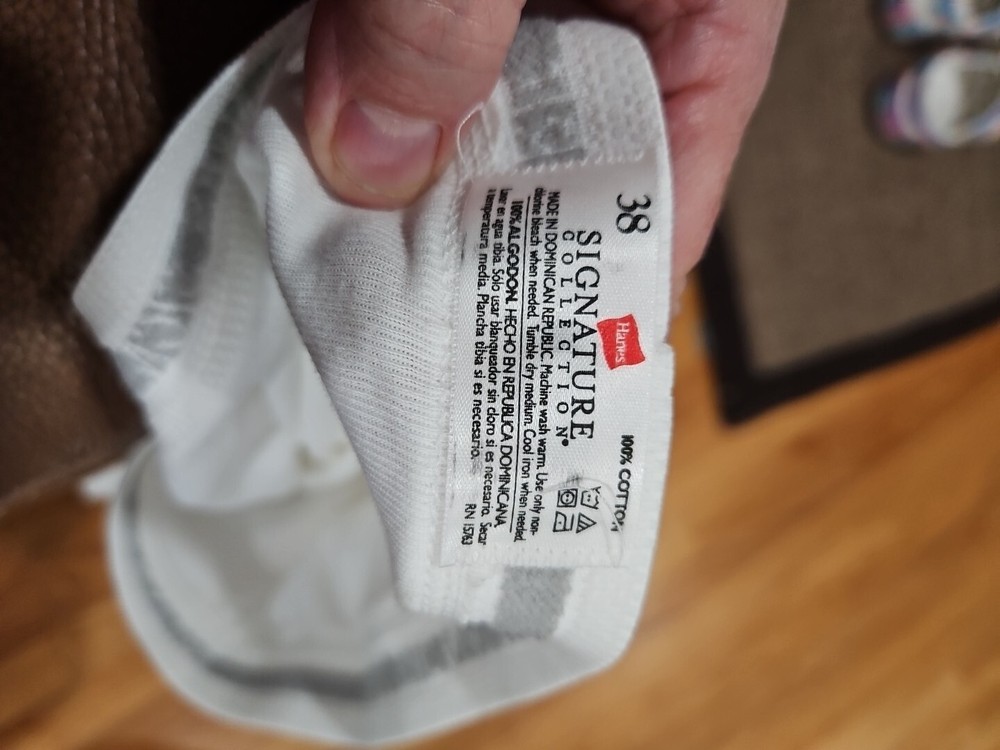 38
Hanes
100% COTTON
SIGNATURE
COLLECTION®
MADE IN DOMINICAN REPUBLIC. Machine wash warm. Use only non-
chlorine bleach when needed. Tumble dry medium. Cool iron when needed.
100% ALGODON. HECHO EN REPUBLICA DOMINICANA
Lavar en agua tibia. Sólo usar blanqueador sin cloro si es necesario. Secar
a temperatura media. Plancha tibia si es necesario.
RN 15763